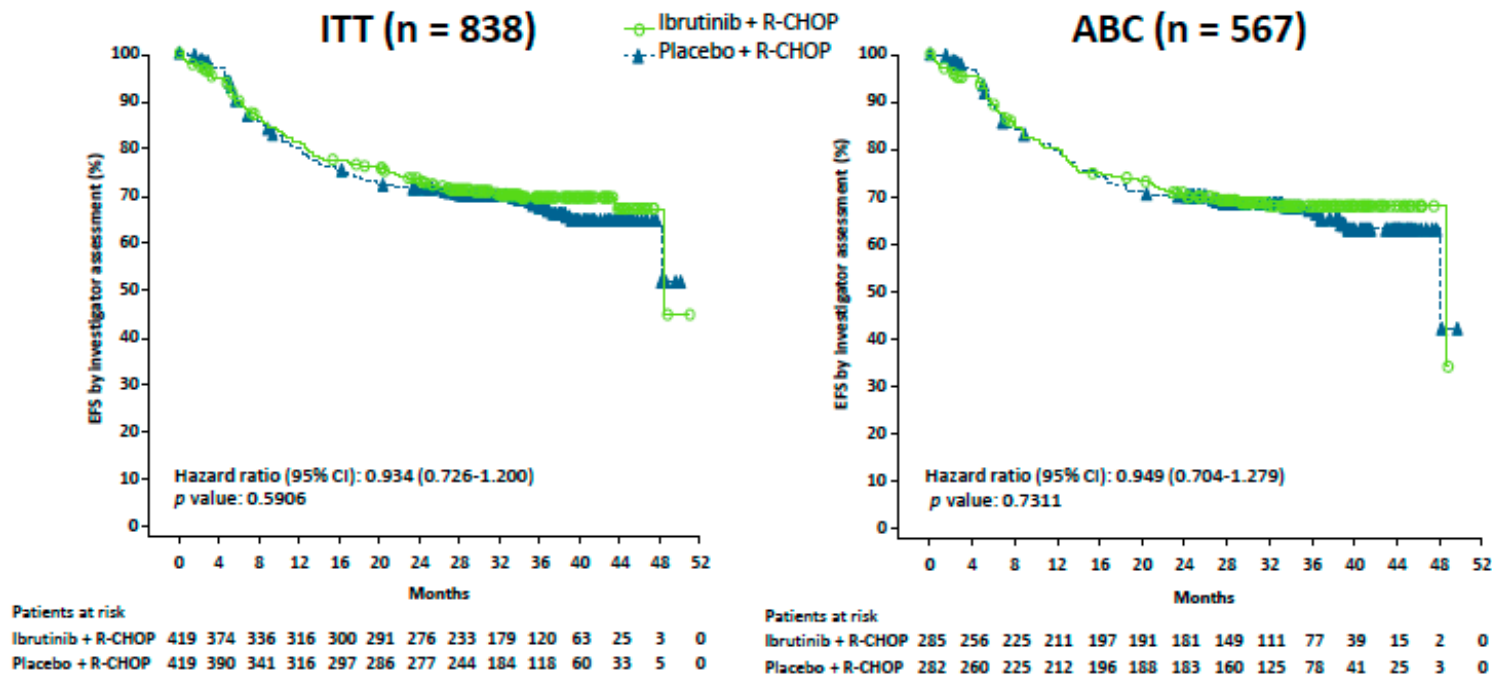 ITT (n = 838)
Ibrutinib + R-CHOP
Placebo + R-CHOP
ABC (n = 567)
EFS by investigator assessment (%)
100
90
80
70
60
50
40
30
20
10
0
Hazard ratio (95% CI): 0.934 (0.726-1.200)
p value: 0.5906
0 4 8 12 16 20 24 28 32 36 40 44 48 52
Months
Patients at risk
Ibrutinib + R-CHOP 419 374 336 316 300 291 276 233 179 120 63 25 3 0
Placebo + R-CHOP 419 390 341 316 297 286 277 244 184 118 60 33 5 0
EFS by investigator assessment (%)
100
90
80
70
60
50
40
30
20
10
0
Hazard ratio (95% CI): 0.949 (0.704-1.279)
p value: 0.7311
0 4 8 12 16 20 24 28 32 36 40 44 48 52
Months
Patients at risk
Ibrutinib + R-CHOP 285 256 225 211 197 191 181 149 111 77 39 15 2 0
Placebo + R-CHOP 282 260 225 212 196 188 183 160 125 78 41 25 3 0